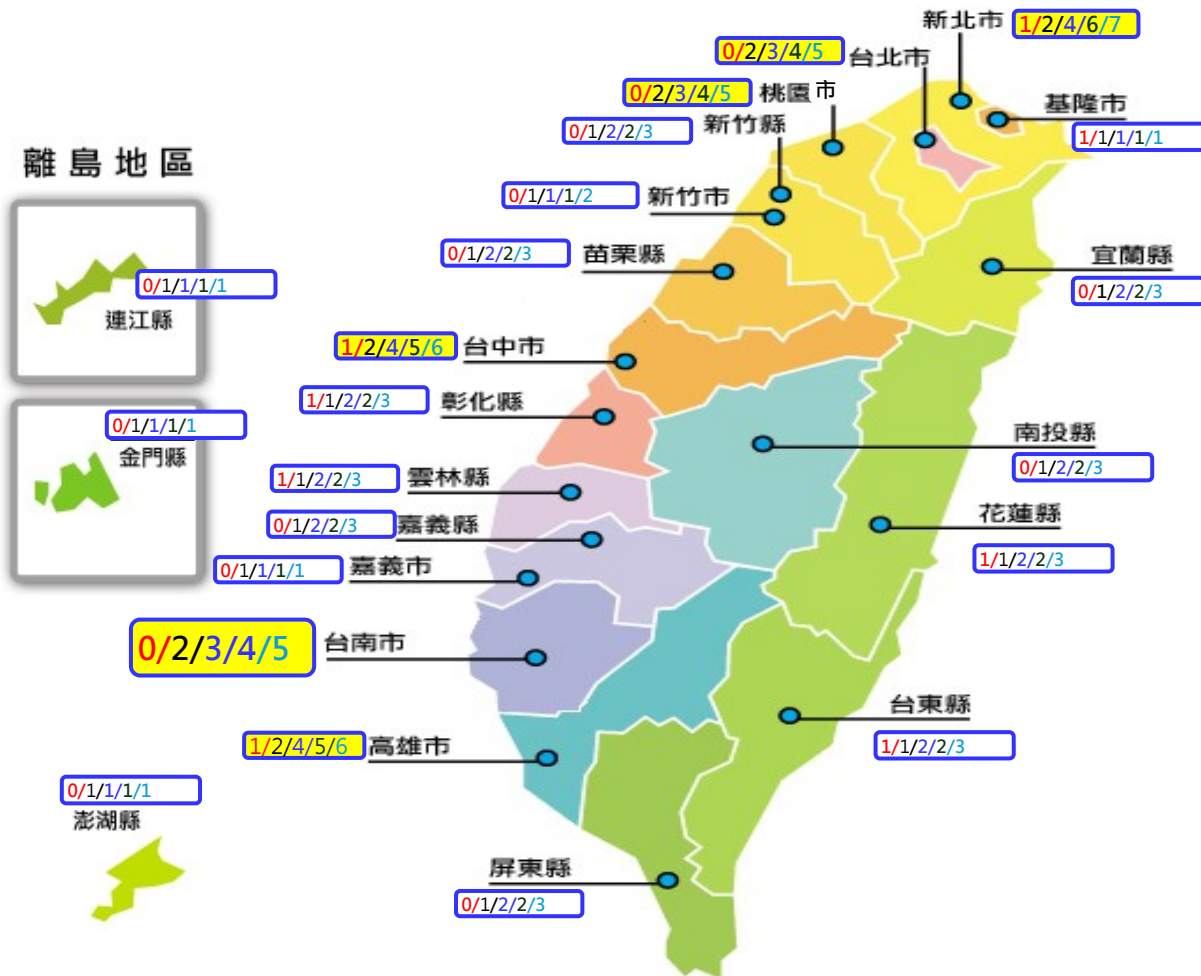 新北市 1/2/4/6/7
0/2/3/4/5 台北市
0/2/3/4/5 桃園市
基隆市
1/1/1/1/1
0/1/2/2/3 新竹縣
離島地區
0/1/1/1/2 新竹市
0/1/2/2/3 苗栗縣
宜蘭縣
0/1/2/2/3
0/1/1/1/1
連江縣
1/2/4/5/6 台中市
1/1/2/2/3 彰化縣
0/1/1/1/1
金門縣
南投縣
0/1/2/2/3
1/1/2/2/3 雲林縣
0/1/2/2/3 嘉義縣
花蓮縣
1/1/2/2/3
0/1/1/1/1 嘉義市
0/2/3/4/5 台南市
台東縣
1/1/2/2/3
1/2/4/5/6 高雄市
0/1/1/1/1
澎湖縣
屏東縣
0/1/2/2/3